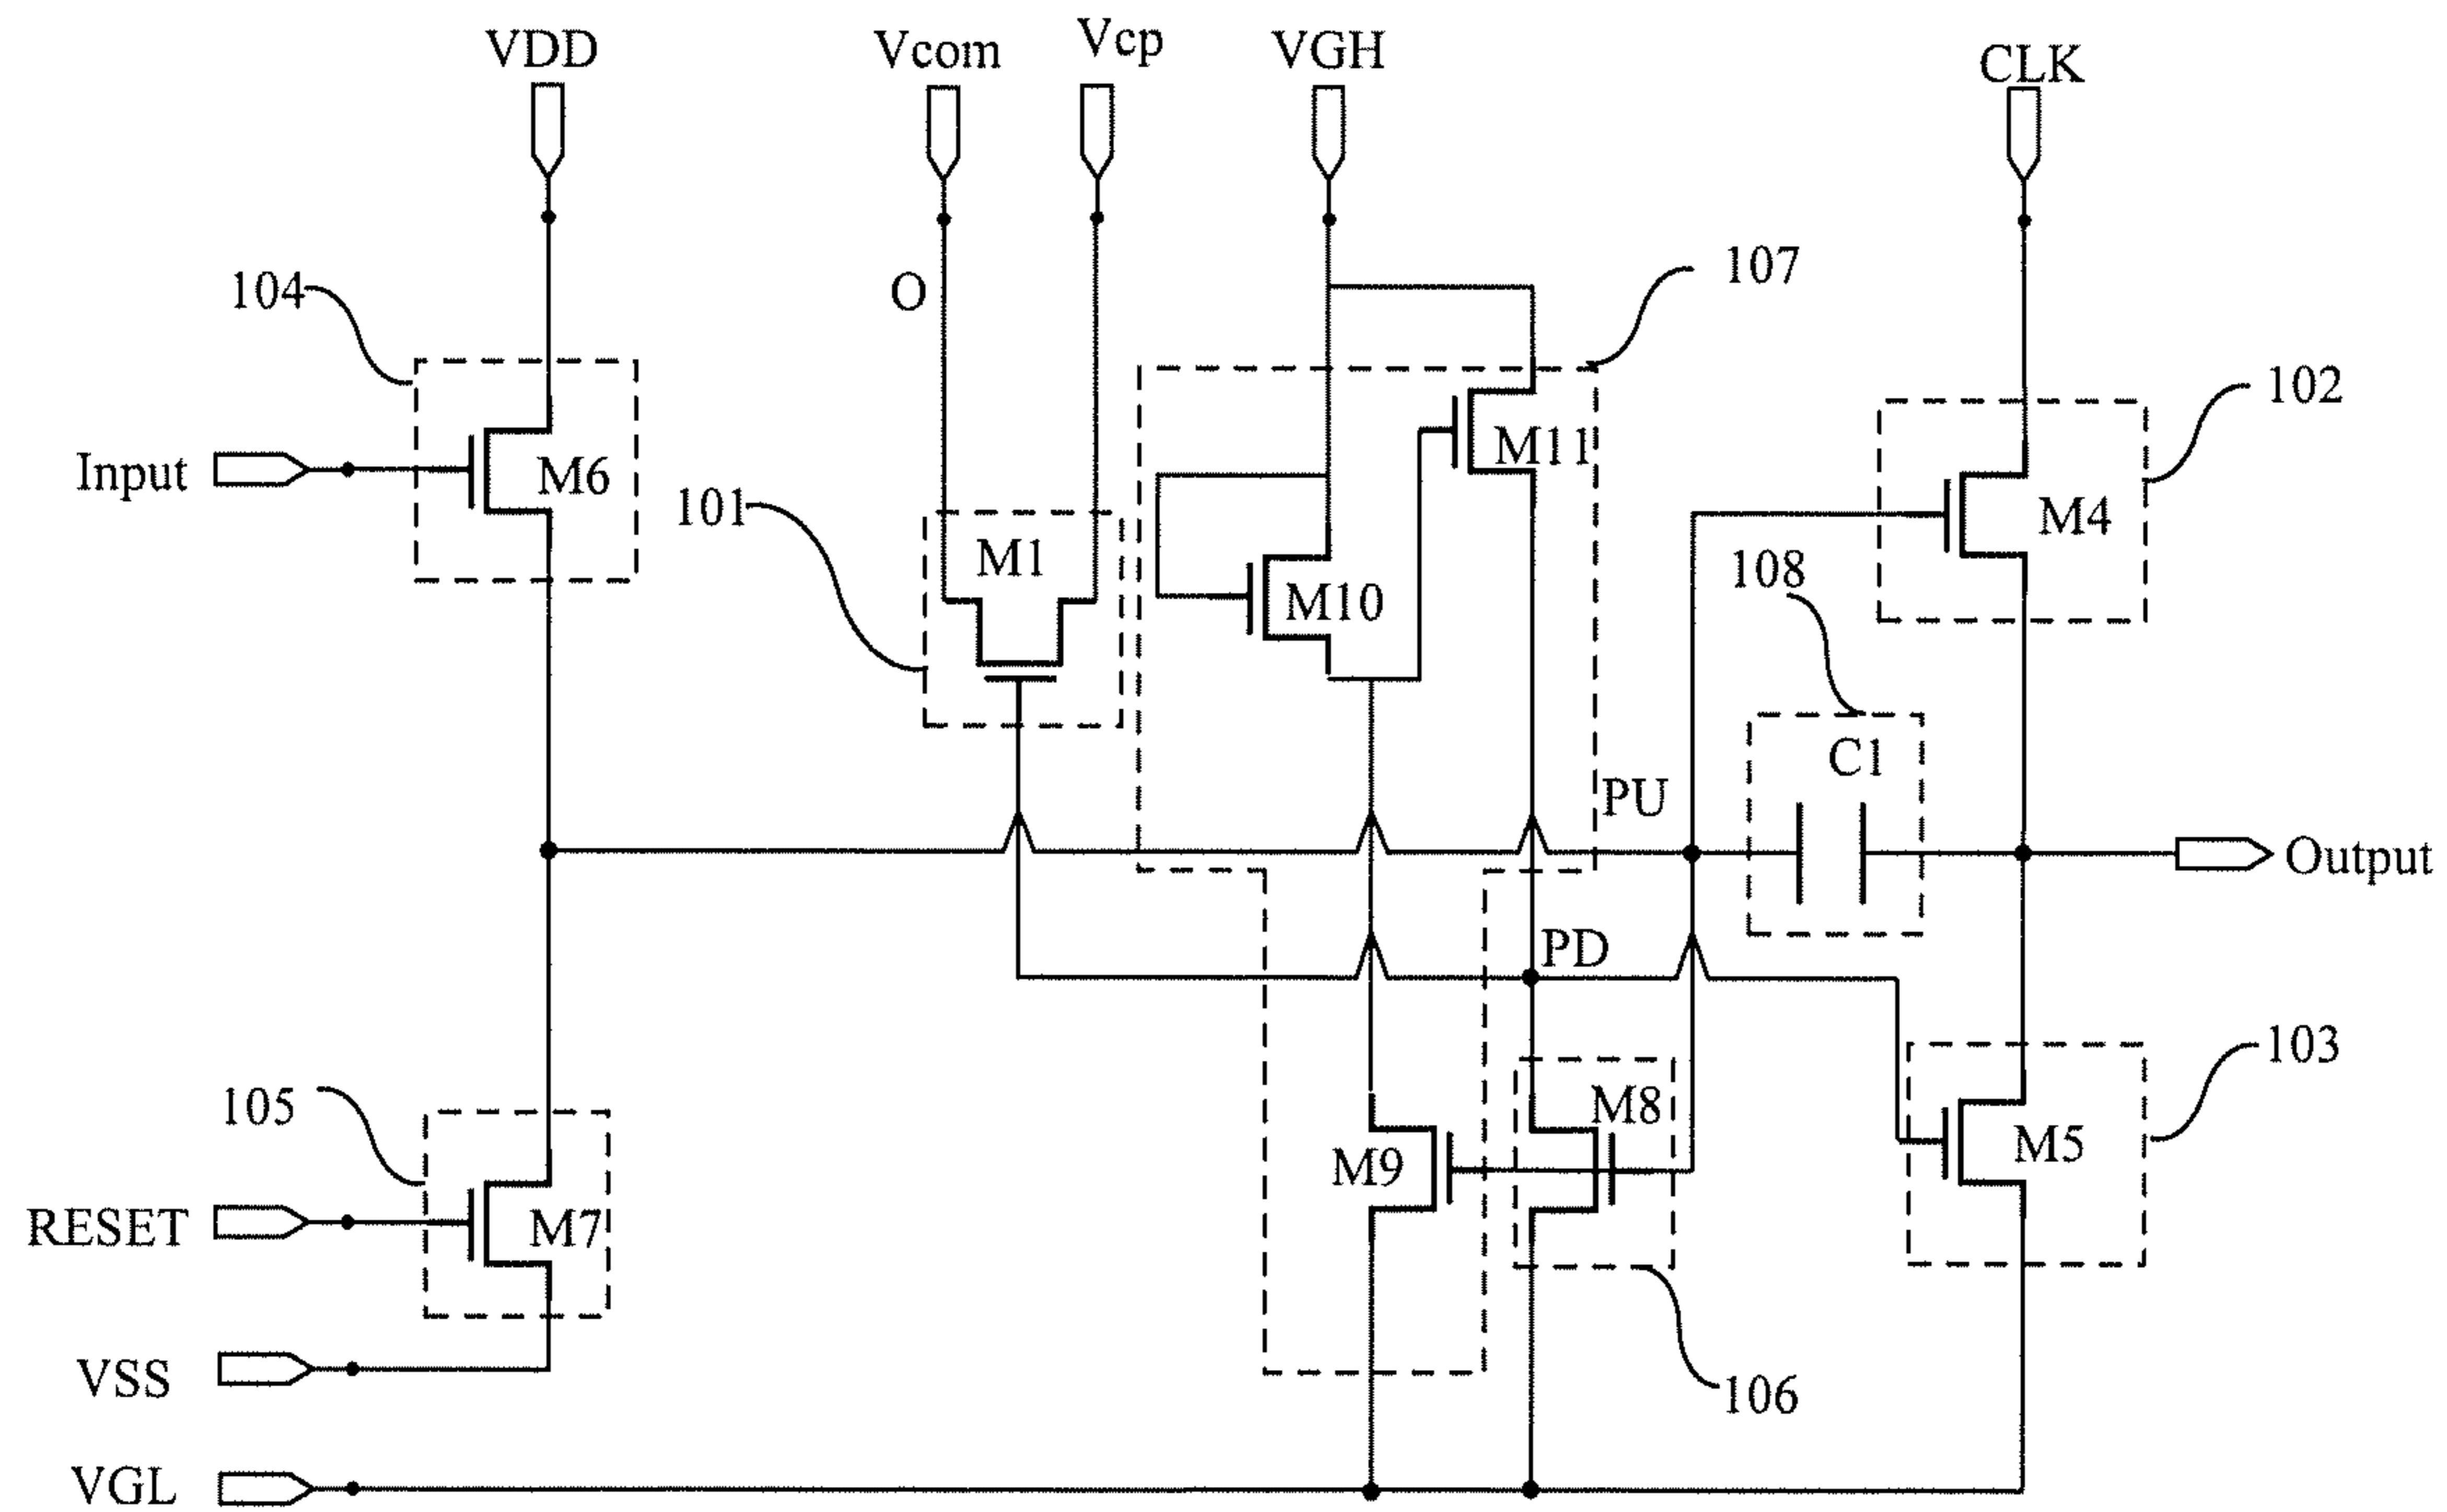 VDD
Vcom
Vcp
VGH
CLK
104
O
107
102
Input
M6
101
M1
M11
M10
M4
108
C1
PU
Output
PD
105
M8
103
M9
M5
RESET
M7
VSS
106
VGL